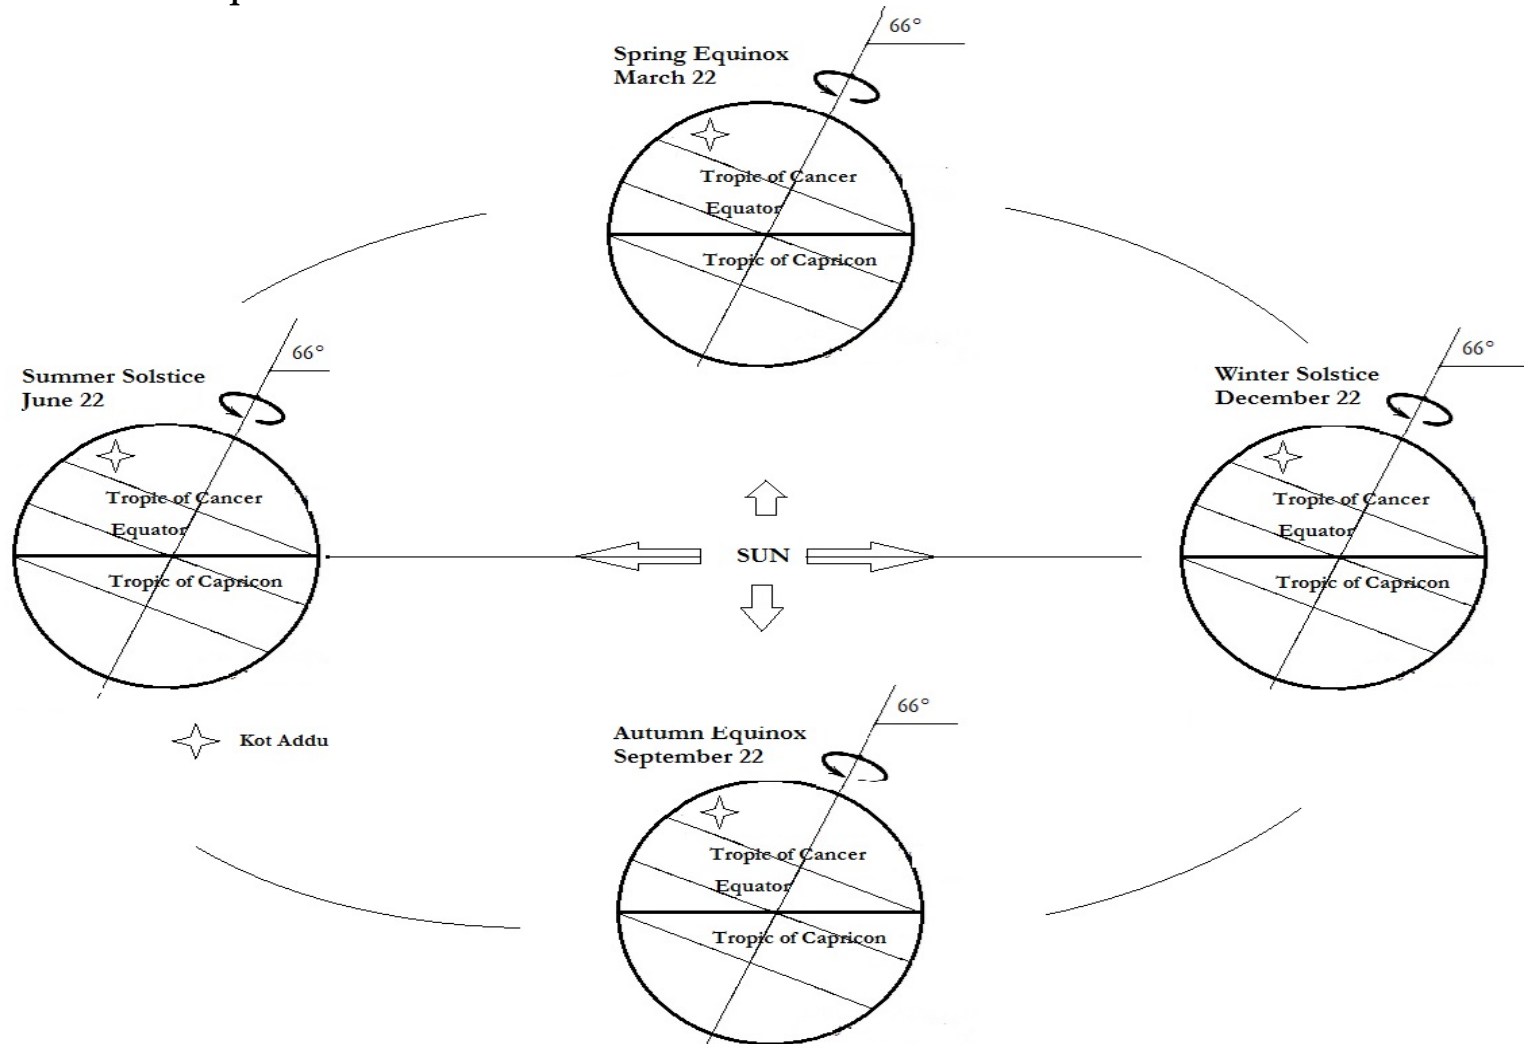 66°
Spring Equinox
March 22
Tropic of Cancer
Equator
Tropic of Capricon
66°
Summer Solstice
June 22
Tropic of Cancer
Equator
Tropic of Capricon
SUN
66°
Winter Solstice
December 22
Tropic of Cancer
Equator
Tropic of Capricon
Kot Addu
66°
Autumn Equinox
September 22
Tropic of Cancer
Equator
Tropic of Capricon